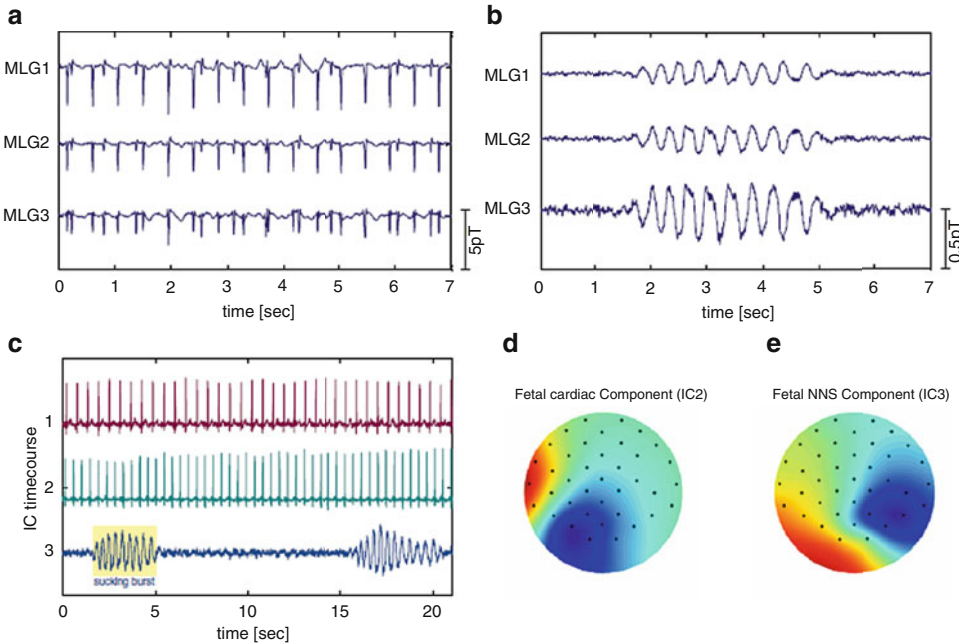 a
MLG1
MLG2
MLG3
5pT
0 1 2 3 4 5 6 7
time [sec]
b
MLG1
MLG2
MLG3
0.5pT
0 1 2 3 4 5 6 7
time [sec]
c
IC timecourse
1
2
3
sucking burst
0 5 10 15 20
time [sec]
d
Fetal cardiac Component (IC2)
e
Fetal NNS Component (IC3)